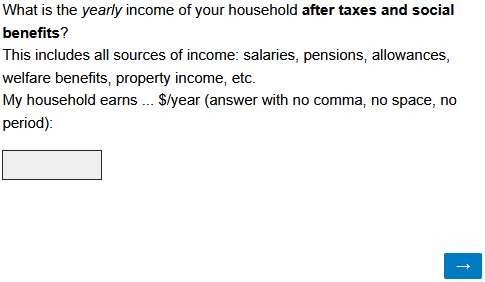 What is the yearly income of your household after taxes and social
benefits?
This includes all sources of income: salaries, pensions, allowances,
welfare benefits, property income, etc.
My household earns ... $/year (answer with no comma, no space, no
period):
→